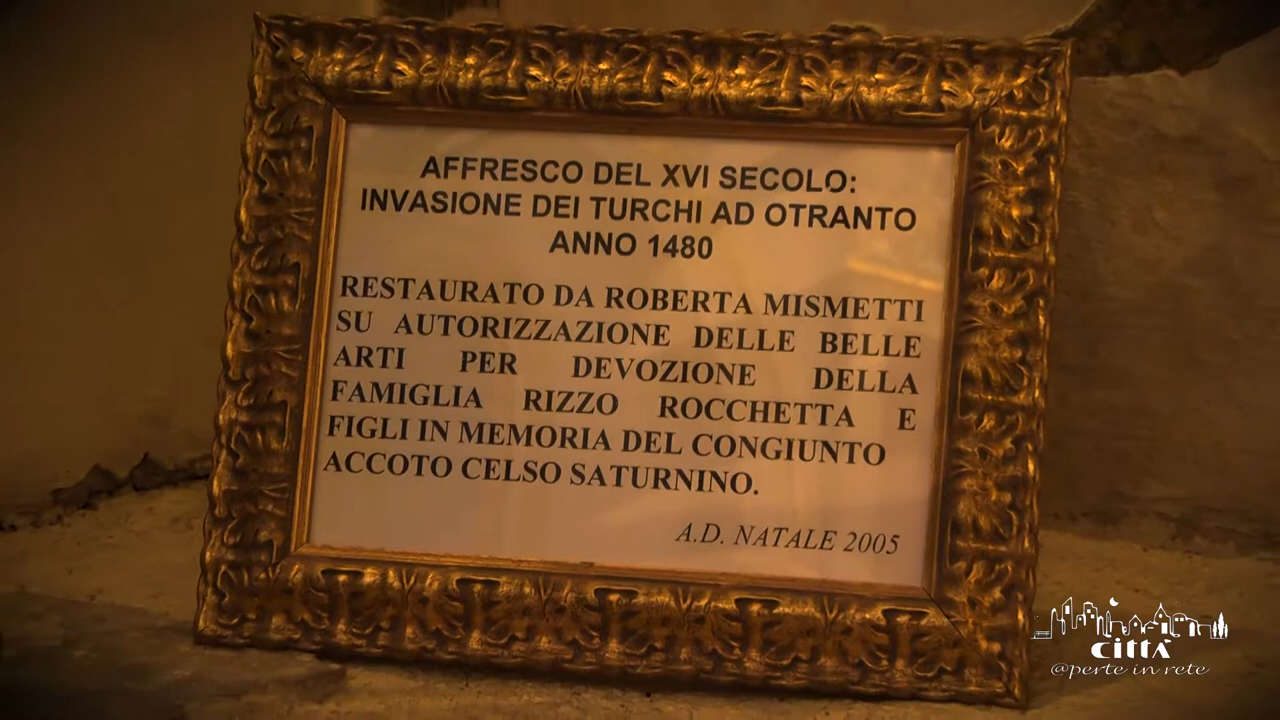 AFFRESCO DEL XVI SECOLO:
INVASIONE DEI TURCHI AD OTRANTO
ANNO 1480
RESTAURATO DA ROBERTA MISMETTI
SU AUTORIZZAZIONE DELLE BELLE
ARTI PER DEVOZIONE DELLA
FAMIGLIA RIZZO ROCCHETTA E
FIGLI IN MEMORIA DEL CONGIUNTO
ACCOTO CELSO SATURNINO.
A.D. NATALE 2005
CITTÀ
@perte in rete